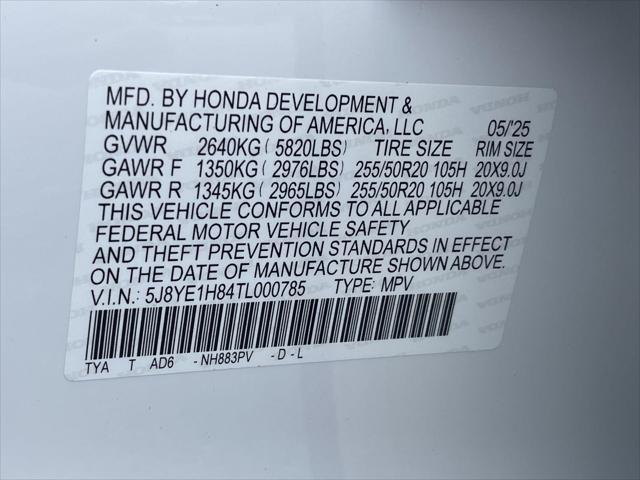 MFD. BY HONDA DEVELOPMENT &
MANUFACTURING OF AMERICA, LLC 05/'25
GVWR 2640KG ( 5820LBS) TIRE SIZE RIM SIZE
GAWR F 1350KG ( 2976LBS) 255/50R20 105H 20X9.0J
GAWR R 1345KG ( 2965LBS) 255/50R20 105H 20X9.0J
THIS VEHICLE CONFORMS TO ALL APPLICABLE
FEDERAL MOTOR VEHICLE SAFETY
AND THEFT PREVENTION STANDARDS IN EFFECT
ON THE DATE OF MANUFACTURE SHOWN ABOVE.
V.I.N.: 5J8YE1H84TL000785 TYPE: MPV
TYA T AD6 -NH883PV -D-L